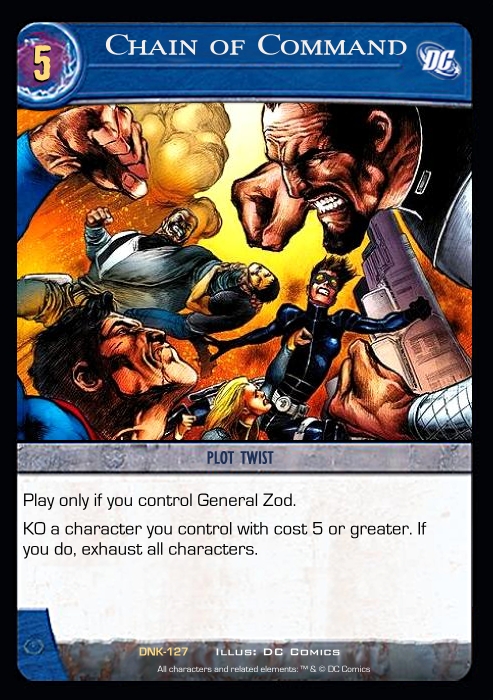 5
Chain of Command
DC
PLOT TWIST
Play only if you control General Zod.
KO a character you control with cost 5 or greater. If
you do, exhaust all characters.
DNK-127 Illus: DC Comics
All characters and related elements: ™ & © DC Comics